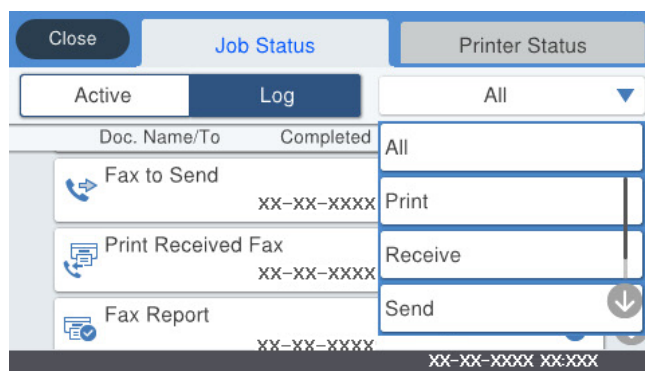 Close
Job Status
Printer Status
Active
Log
All
Doc. Name/To
Completed
All
Fax to Send
XX-XX-XXXX
Print
Print Received Fax
XX-XX-XXXX
Receive
Fax Report
XX-XX-XXXX
Send
XX-XX-XXXX XX:XXX